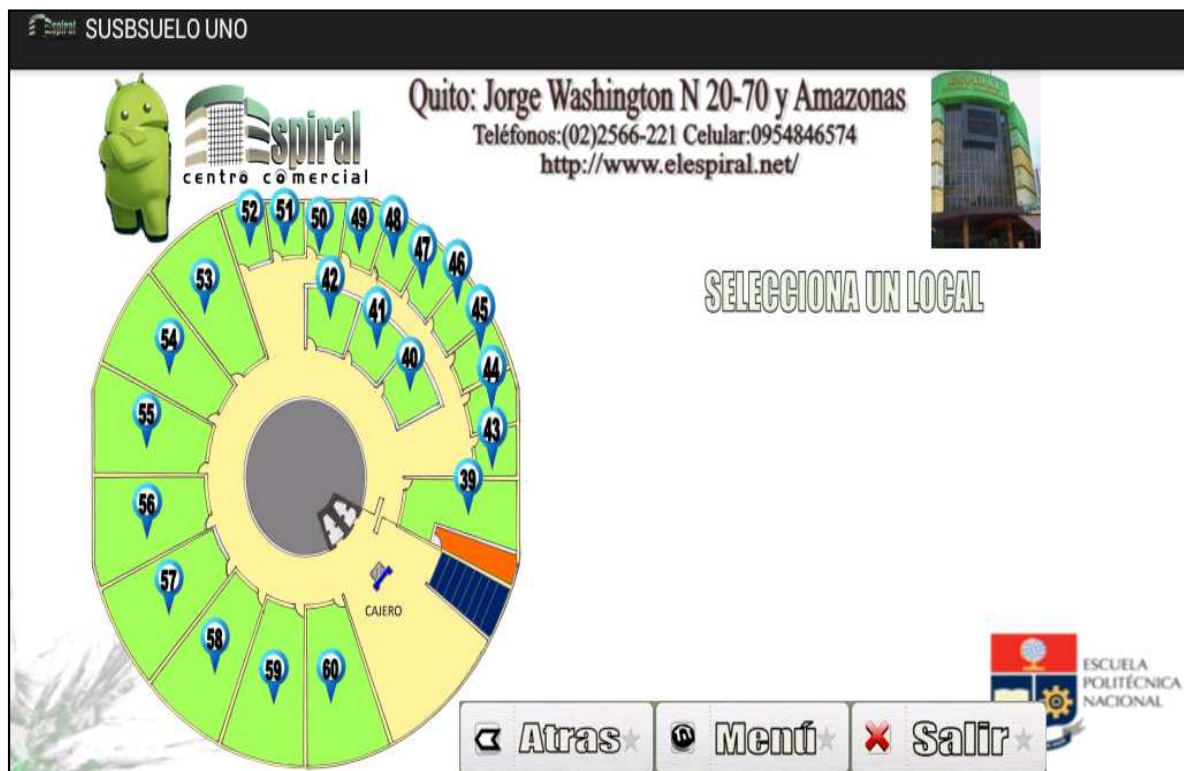 Espiral SUSBSUELO UNO
Quito: Jorge Washington N 20-70 y Amazonas
Teléfonos:(02)2566-221 Celular:0954846574
http://www.elespiral.net/
Espiral
centro comercial
ESPIRAL
SELECCIONA UN LOCAL
52
51
50
49
48
47
46
45
44
43
42
41
40
39
53
54
55
56
57
58
59
60
CAJERO
ESCUELA
POLITÉCNICA
NACIONAL
Atras
Menú
Salir